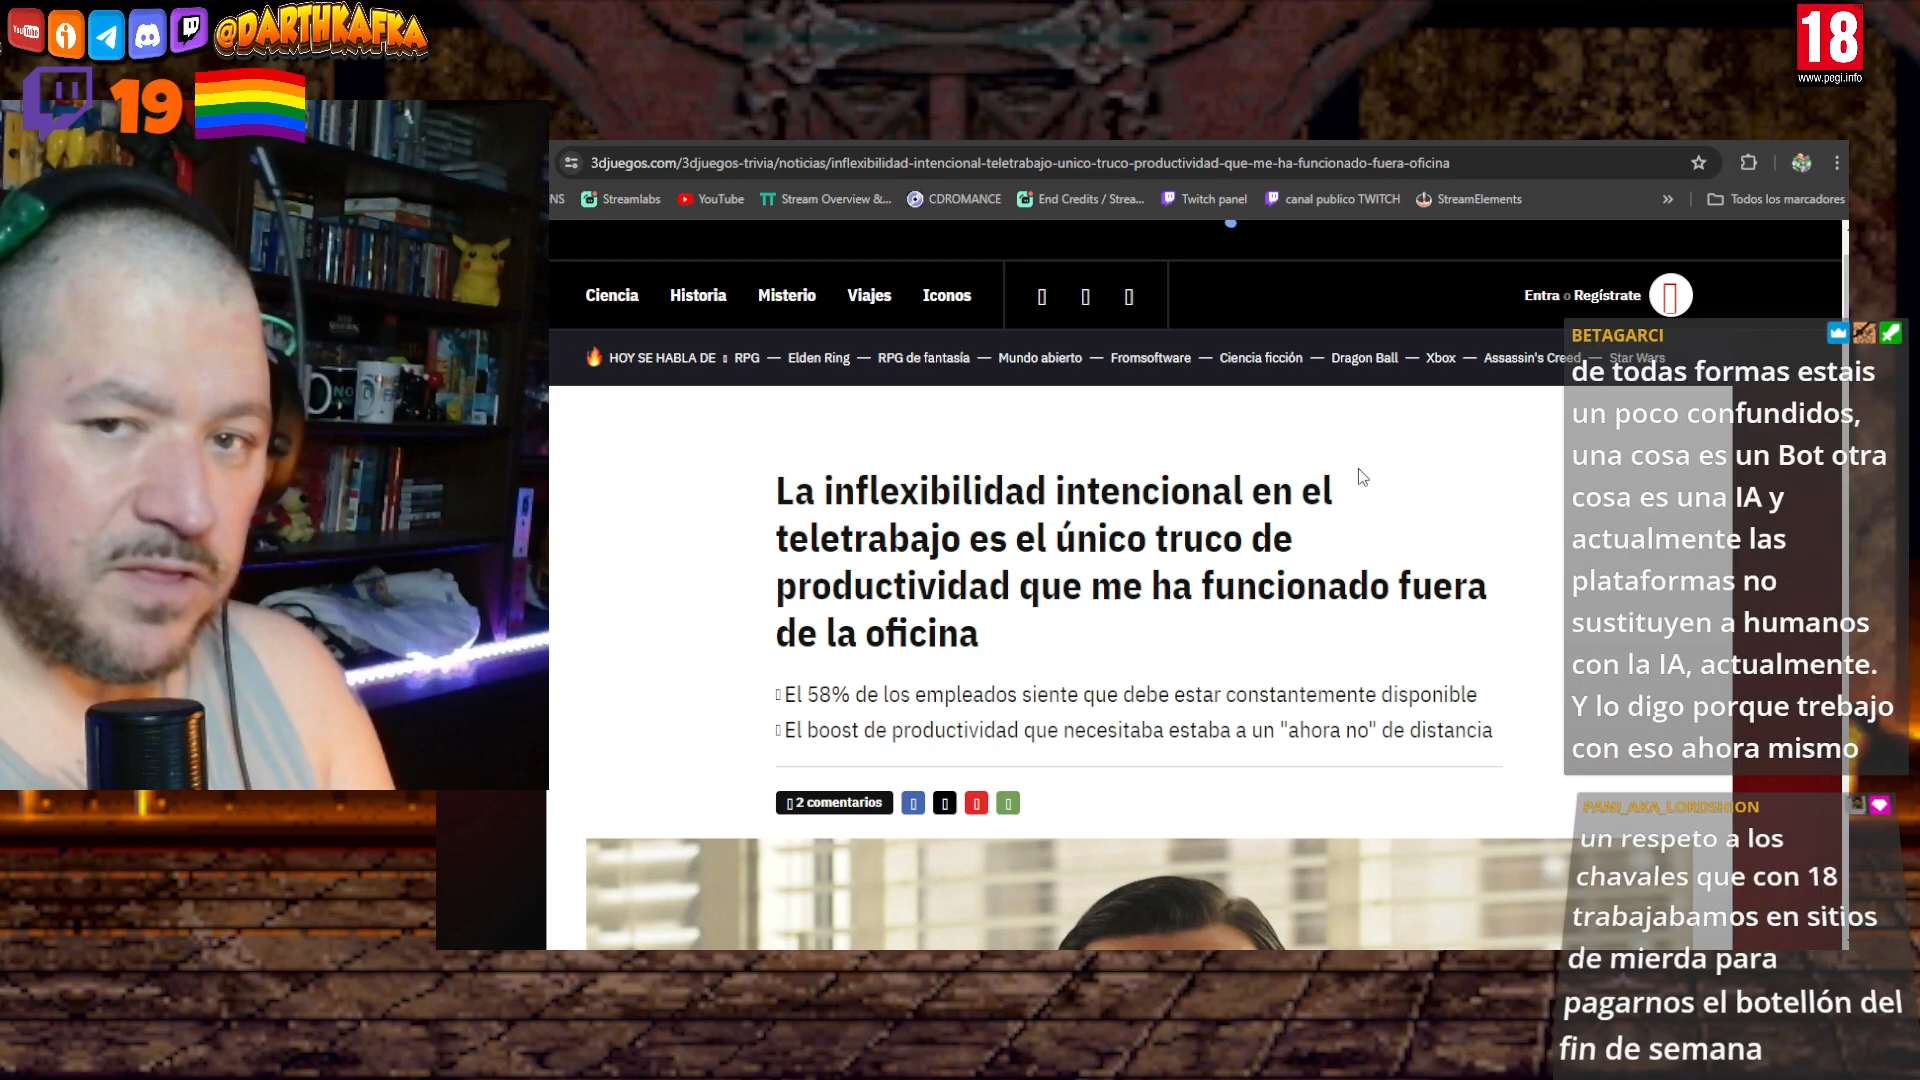 YouTube
@DARTHKAFKA
19
18
www.pegi.info
3djuegos.com/3djuegos-trivia/noticias/inflexibilidad-intencional-teletrabajo-unico-truco-productividad-que-me-ha-funcionado-fuera-oficina
NS Streamlabs YouTube Stream Overview &... CDROMANCE End Credits / Strea... Twitch panel canal publico TWITCH StreamElements » Todos los marcadores
Ciencia Historia Misterio Viajes Iconos Entra o Regístrate
HOY SE HABLA DE RPG — Elden Ring — RPG de fantasía — Mundo abierto — Fromsoftware — Ciencia ficción — Dragon Ball — Xbox — Assassin's Creed — Star Wars
La inflexibilidad intencional en el
teletrabajo es el único truco de
productividad que me ha funcionado fuera
de la oficina
El 58% de los empleados siente que debe estar constantemente disponible
El boost de productividad que necesitaba estaba a un "ahora no" de distancia
2 comentarios
BETAGARCI
de todas formas estais
un poco confundidos,
una cosa es un Bot otra
cosa es una IA y
actualmente las
plataformas no
sustituyen a humanos
con la IA, actualmente.
Y lo digo porque trebajo
con eso ahora mismo
PANI_AKA_LORDSHION
un respeto a los
chavales que con 18
trabajabamos en sitios
de mierda para
pagarnos el botellón del
fin de semana